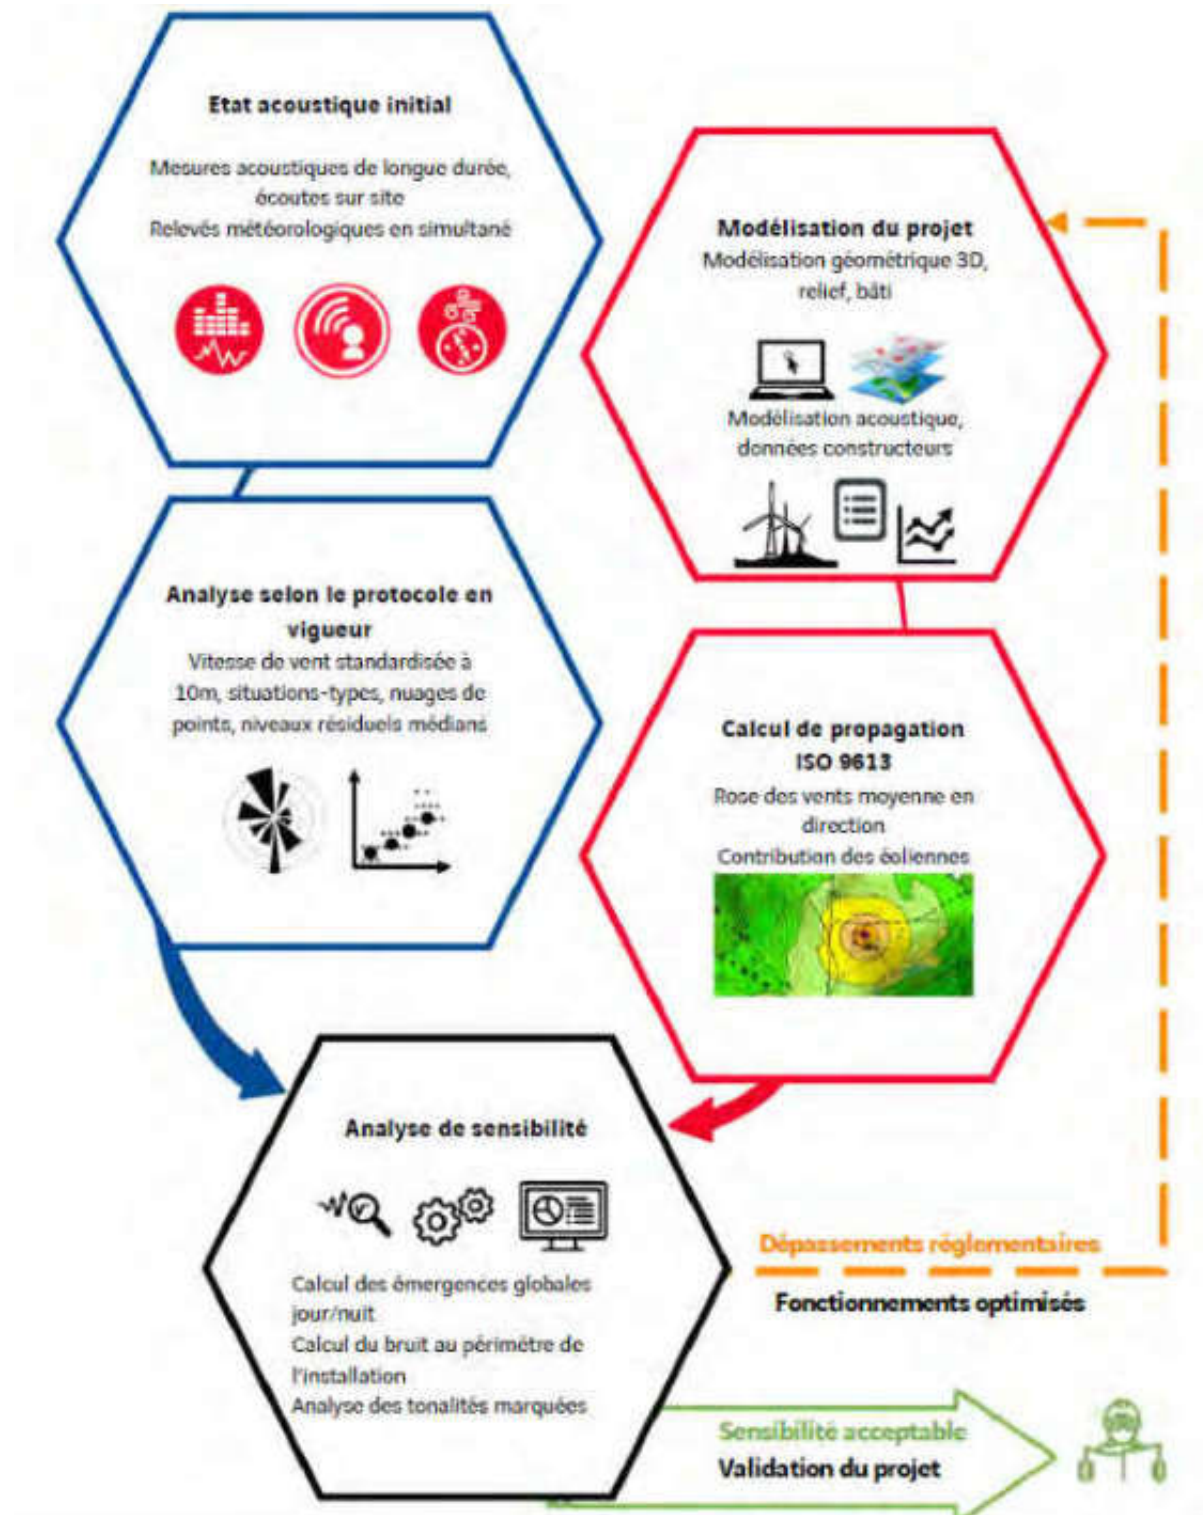 Etat acoustique initial
Mesures acoustiques de longue durée,
écoutes sur site
Relevés météorologiques en simultané
Analyse selon le protocole en
vigueur
Vitesse de vent standardisée à
10m, situations-types, nuages de
points, niveaux résiduels médians
Modélisation du projet
Modélisation géométrique 3D,
relief, bâti
Modélisation acoustique,
données constructeurs
Calcul de propagation
ISO 9613
Rose des vents moyenne en
direction
Contribution des éoliennes
Analyse de sensibilité
Calcul des émergences globales
jour/nuit
Calcul du bruit au périmètre de
l'installation
Analyse des tonalités marquées
Dépassements réglementaires
Fonctionnements optimisés
Sensibilité acceptable
Validation du projet